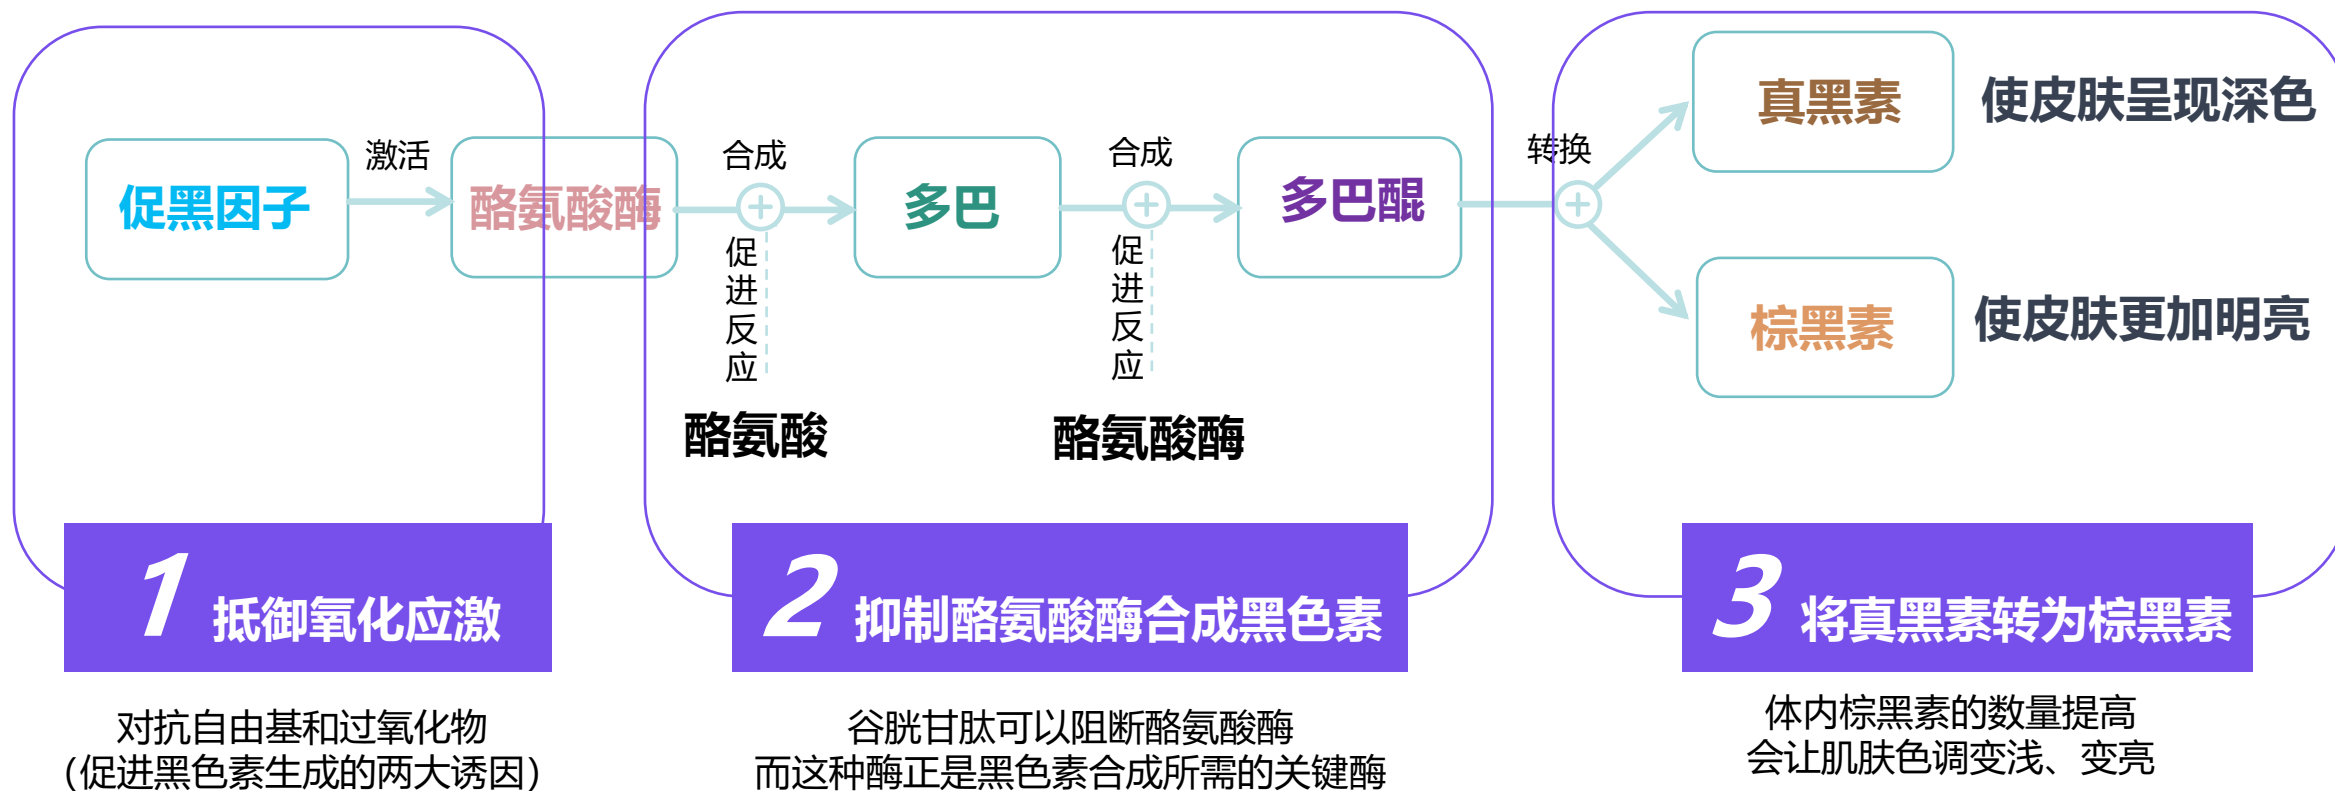 促黑因子
激活
酪氨酸酶
合成
促进反应
酪氨酸
多巴
合成
促进反应
酪氨酸酶
多巴醌
转换
真黑素
使皮肤呈现深色
棕黑素
使皮肤更加明亮
1 抵御氧化应激
对抗自由基和过氧化物
(促进黑色素生成的两大诱因)
2 抑制酪氨酸酶合成黑色素
谷胱甘肽可以阻断酪氨酸酶
而这种酶正是黑色素合成所需的关键酶
3 将真黑素转为棕黑素
体内棕黑素的数量提高
会让肌肤色调变浅、变亮